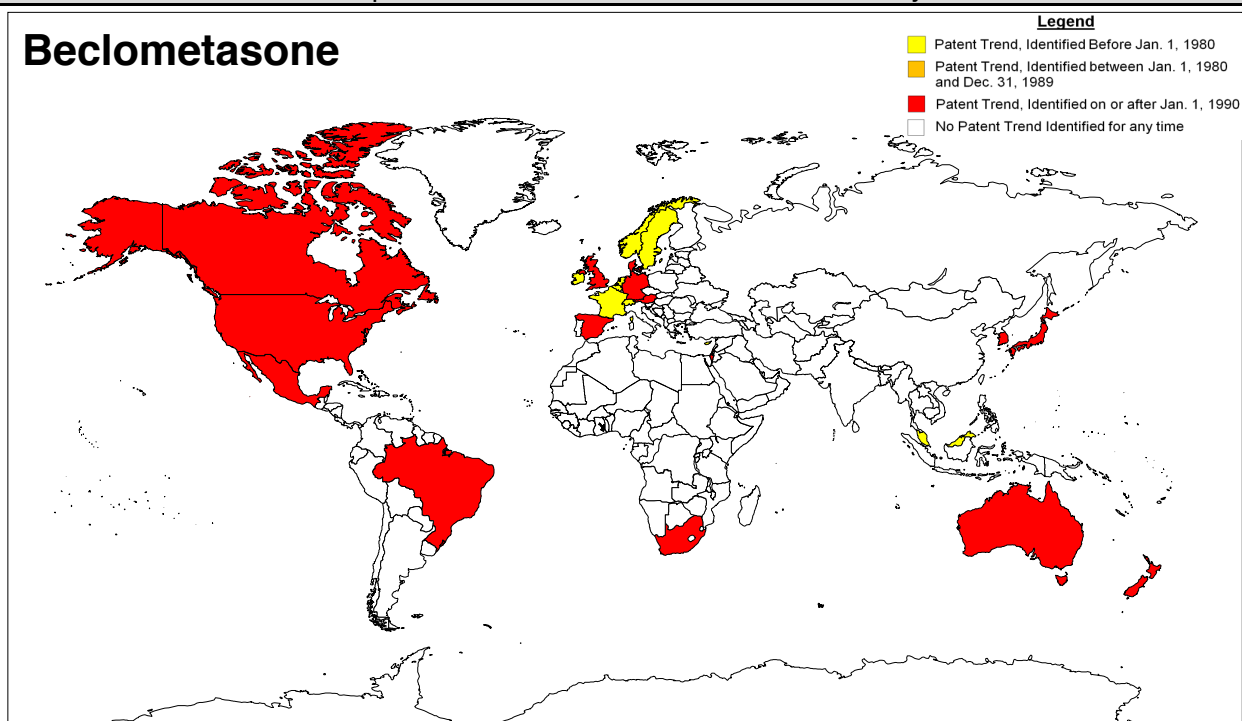 Legend
Beclometasone
Patent Trend, Identified Before Jan. 1, 1980
Patent Trend, Identified between Jan. 1, 1980
and Dec. 31, 1989
Patent Trend, Identified on or after Jan. 1, 1990
No Patent Trend Identified for any time